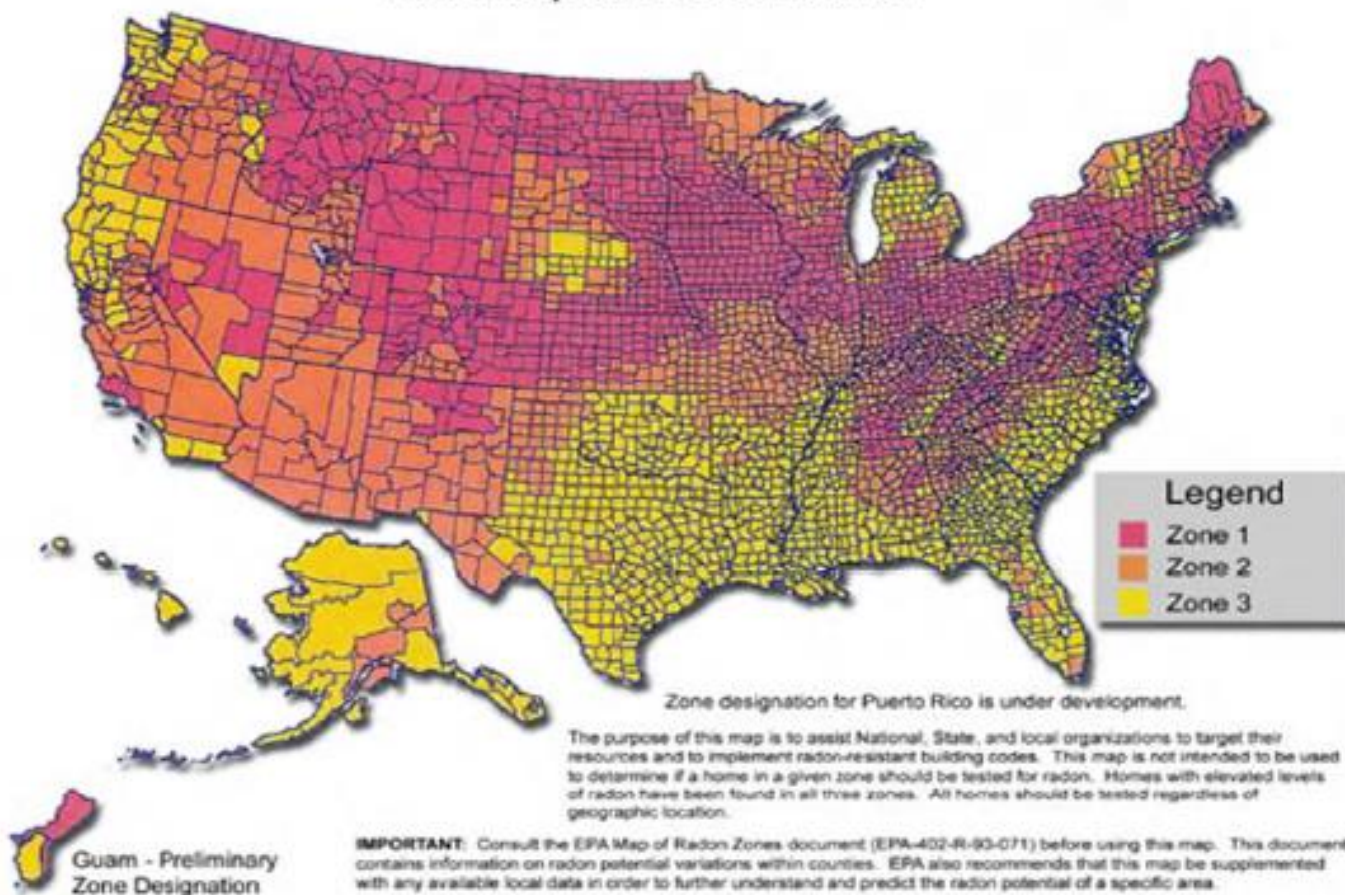 Legend
Zone 1
Zone 2
Zone 3
Zone designation for Puerto Rico is under development.
The purpose of this map is to assist National, State, and local organizations to target their
resources and to implement radon-resistant building codes. This map is not intended to be used
to determine if a home in a given zone should be tested for radon. Homes with elevated levels
of radon have been found in all three zones. All homes should be tested regardless of
geographic location.
Guam - Preliminary
Zone Designation
IMPORTANT: Consult the EPA Map of Radon Zones document (EPA-402-R-93-071) before using this map. This document
contains information on radon potential variations within counties. EPA also recommends that this map be supplemented
with any available local data in order to further understand and predict the radon potential of a specific area.